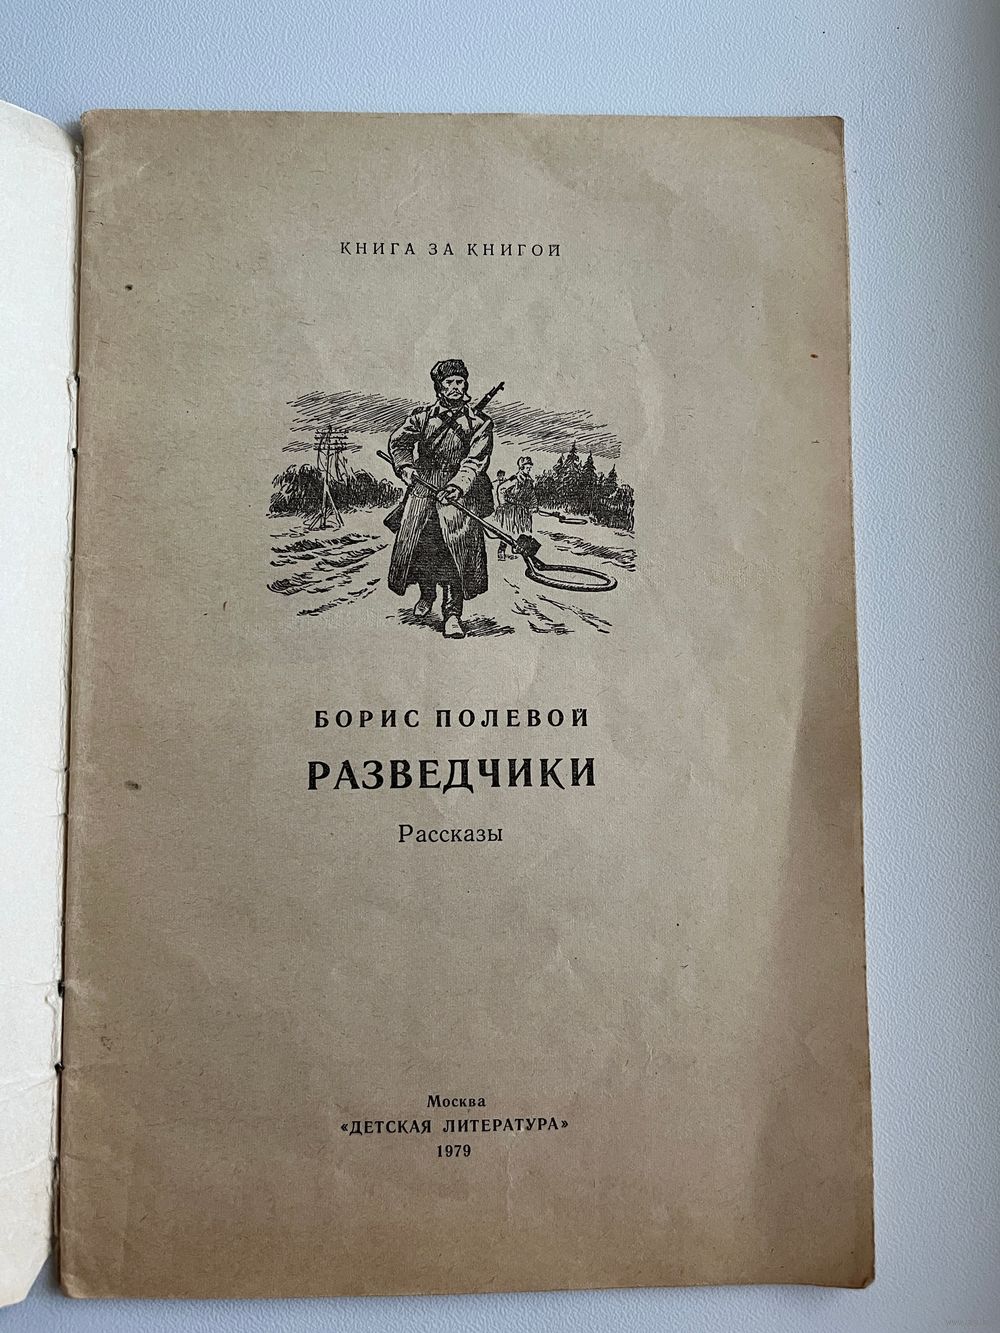 КНИГА ЗА КНИГОЙ
БОРИС ПОЛЕВОЙ
РАЗВЕДЧИКИ
Рассказы
Москва
«ДЕТСКАЯ ЛИТЕРАТУРА»
1979